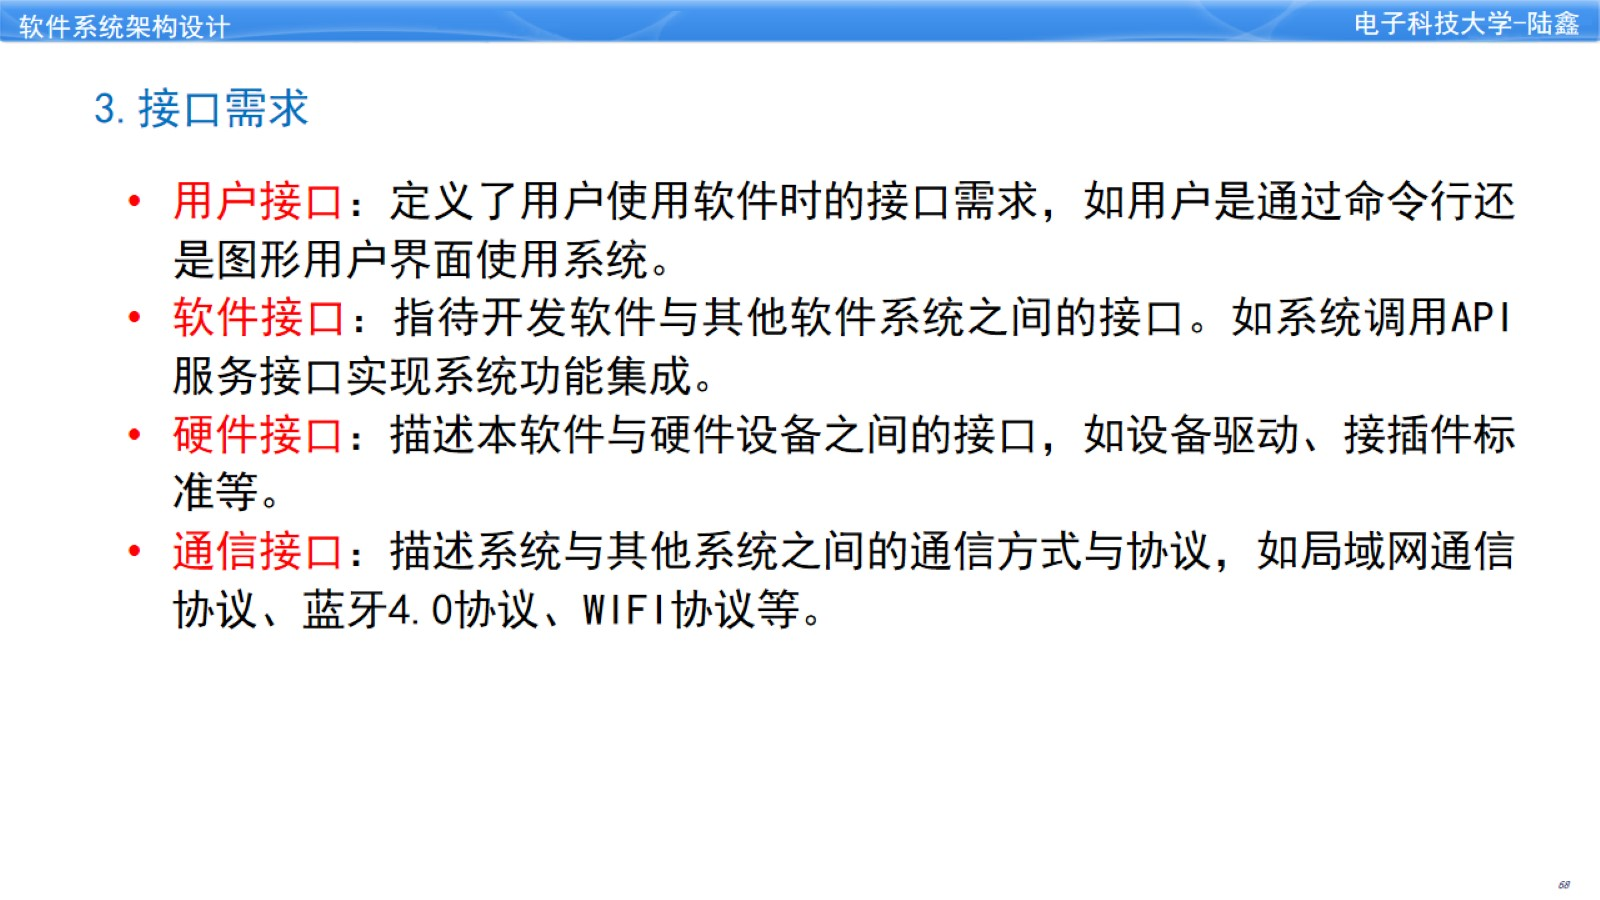 软件系统架构设计
电子科技大学-陆鑫
3.接口需求
• 用户接口：定义了用户使用软件时的接口需求，如用户是通过命令行还
是图形用户界面使用系统。
• 软件接口：指待开发软件与其他软件系统之间的接口。如系统调用API
服务接口实现系统功能集成。
• 硬件接口：描述本软件与硬件设备之间的接口，如设备驱动、接插件标
准等。
• 通信接口：描述系统与其他系统之间的通信方式与协议，如局域网通信
协议、蓝牙4.0协议、WIFI协议等。
68